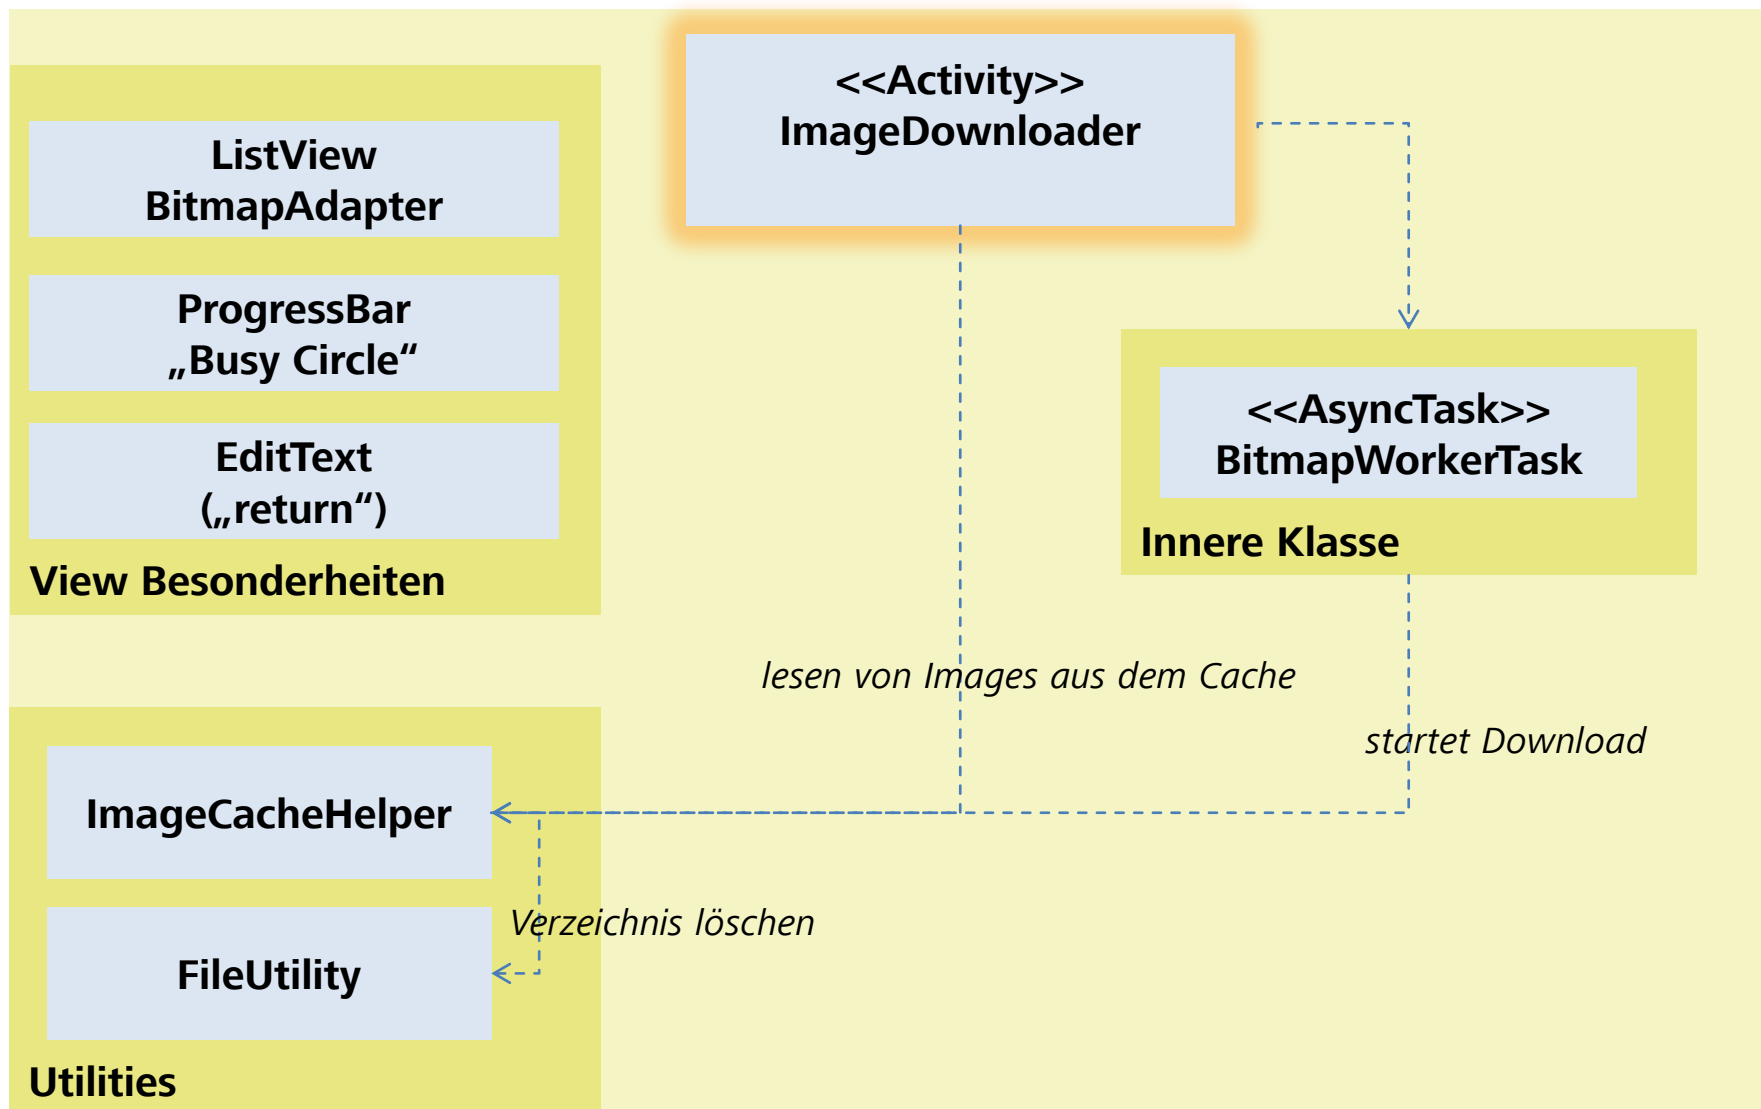 <<Activity>>
ImageDownloader
ListView
BitmapAdapter
ProgressBar
„Busy Circle“
EditText
(„return“)
View Besonderheiten
<<AsyncTask>>
BitmapWorkerTask
Innere Klasse
lesen von Images aus dem Cache
startet Download
ImageCacheHelper
Verzeichnis löschen
FileUtility
Utilities